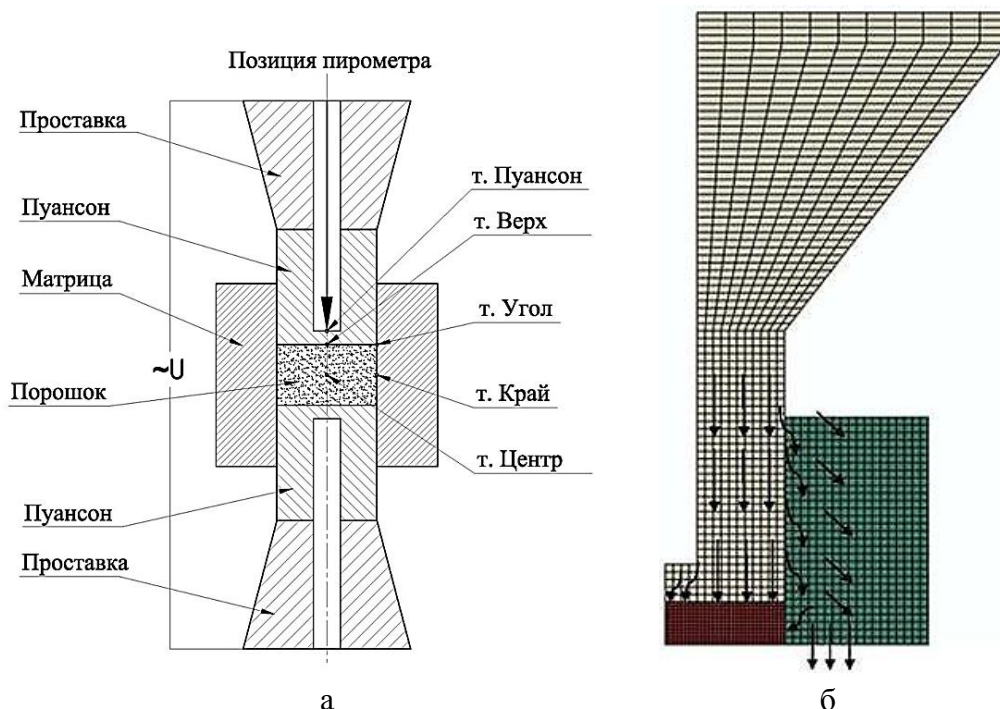 Позиция пирометра
Проставка
т. Пуансон
Пуансон
т. Верх
Матрица
т. Угол
~U
Порошок
т. Край
т. Центр
Пуансон
Проставка
а
б